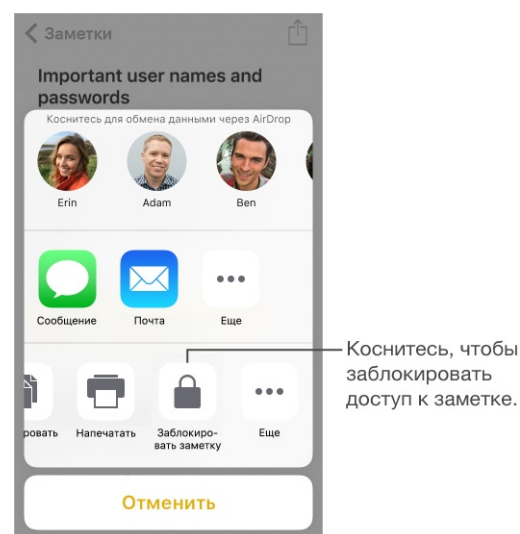 Заметки
Important user names and
passwords
Коснитесь для обмена данными через AirDrop
Erin
Adam
Ben
Сообщение
Почта
Еще
ровать
Напечатать
Заблокиро-
вать заметку
Еще
Отменить
Коснитесь, чтобы
заблокировать
доступ к заметке.